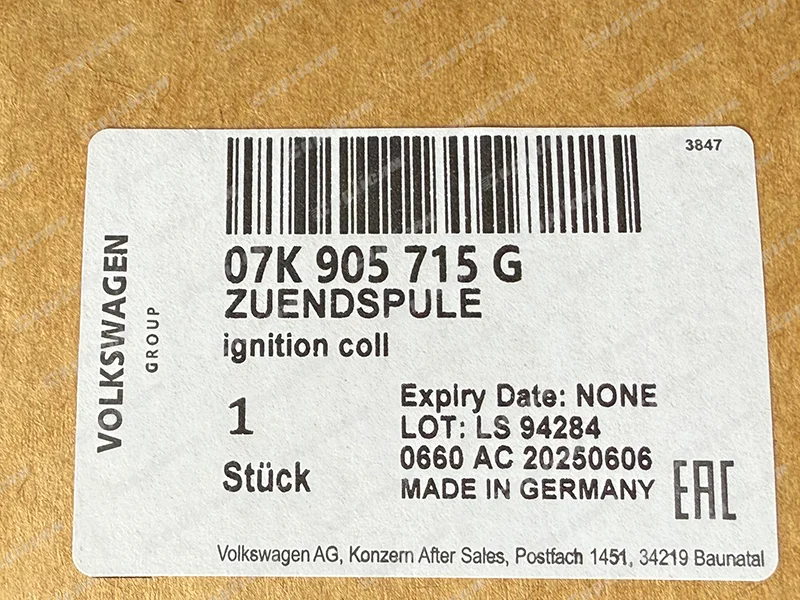 3847
07K 905 715 G
ZUENDSPULE
ignition coll
VOLKSWAGEN
GROUP
1
Stück
Expiry Date: NONE
LOT: LS 94284
0660 AC 20250606
MADE IN GERMANY
EAC
Volkswagen AG, Konzern After Sales, Postfach 1451, 34219 Baunatal